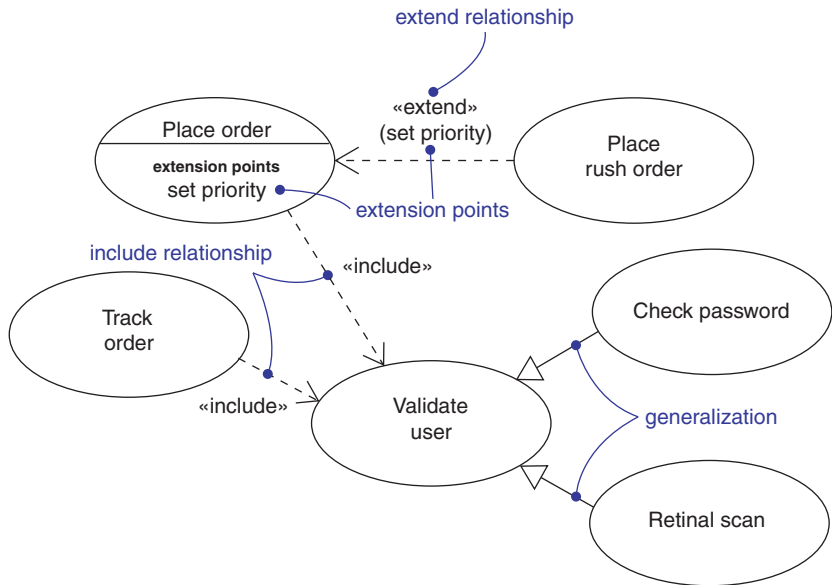 extend relationship
«extend»
(set priority)
Place order
extension points
set priority
Place
rush order
extension points
include relationship
«include»
Track
order
Check password
«include»
Validate
user
generalization
Retinal scan